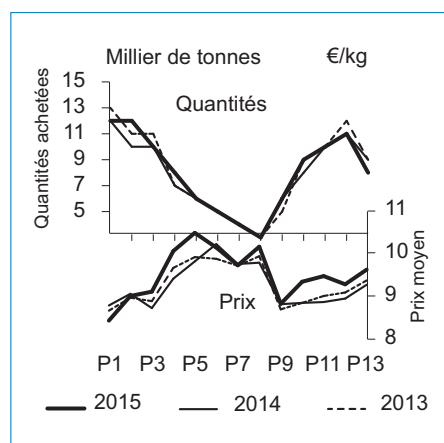 Millier de tonnes €/kg
Quantités achetées
15
13
11
9
7
5
Quantités
Prix
11
10
9
8
Prix moyen
P1 P3 P5 P7 P9 P11 P13
2015 2014 2013